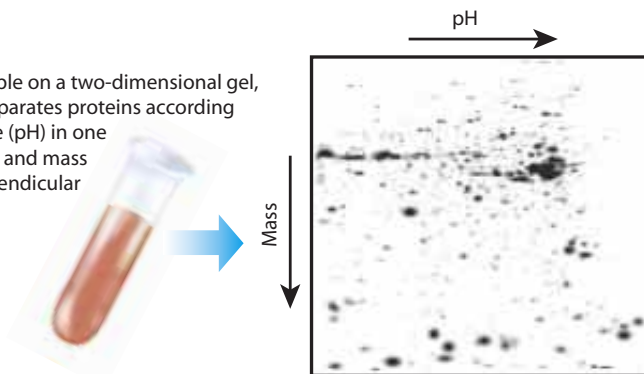 pH
ple on a two-dimensional gel,
parates proteins according
e (pH) in one
and mass
endicular
Mass